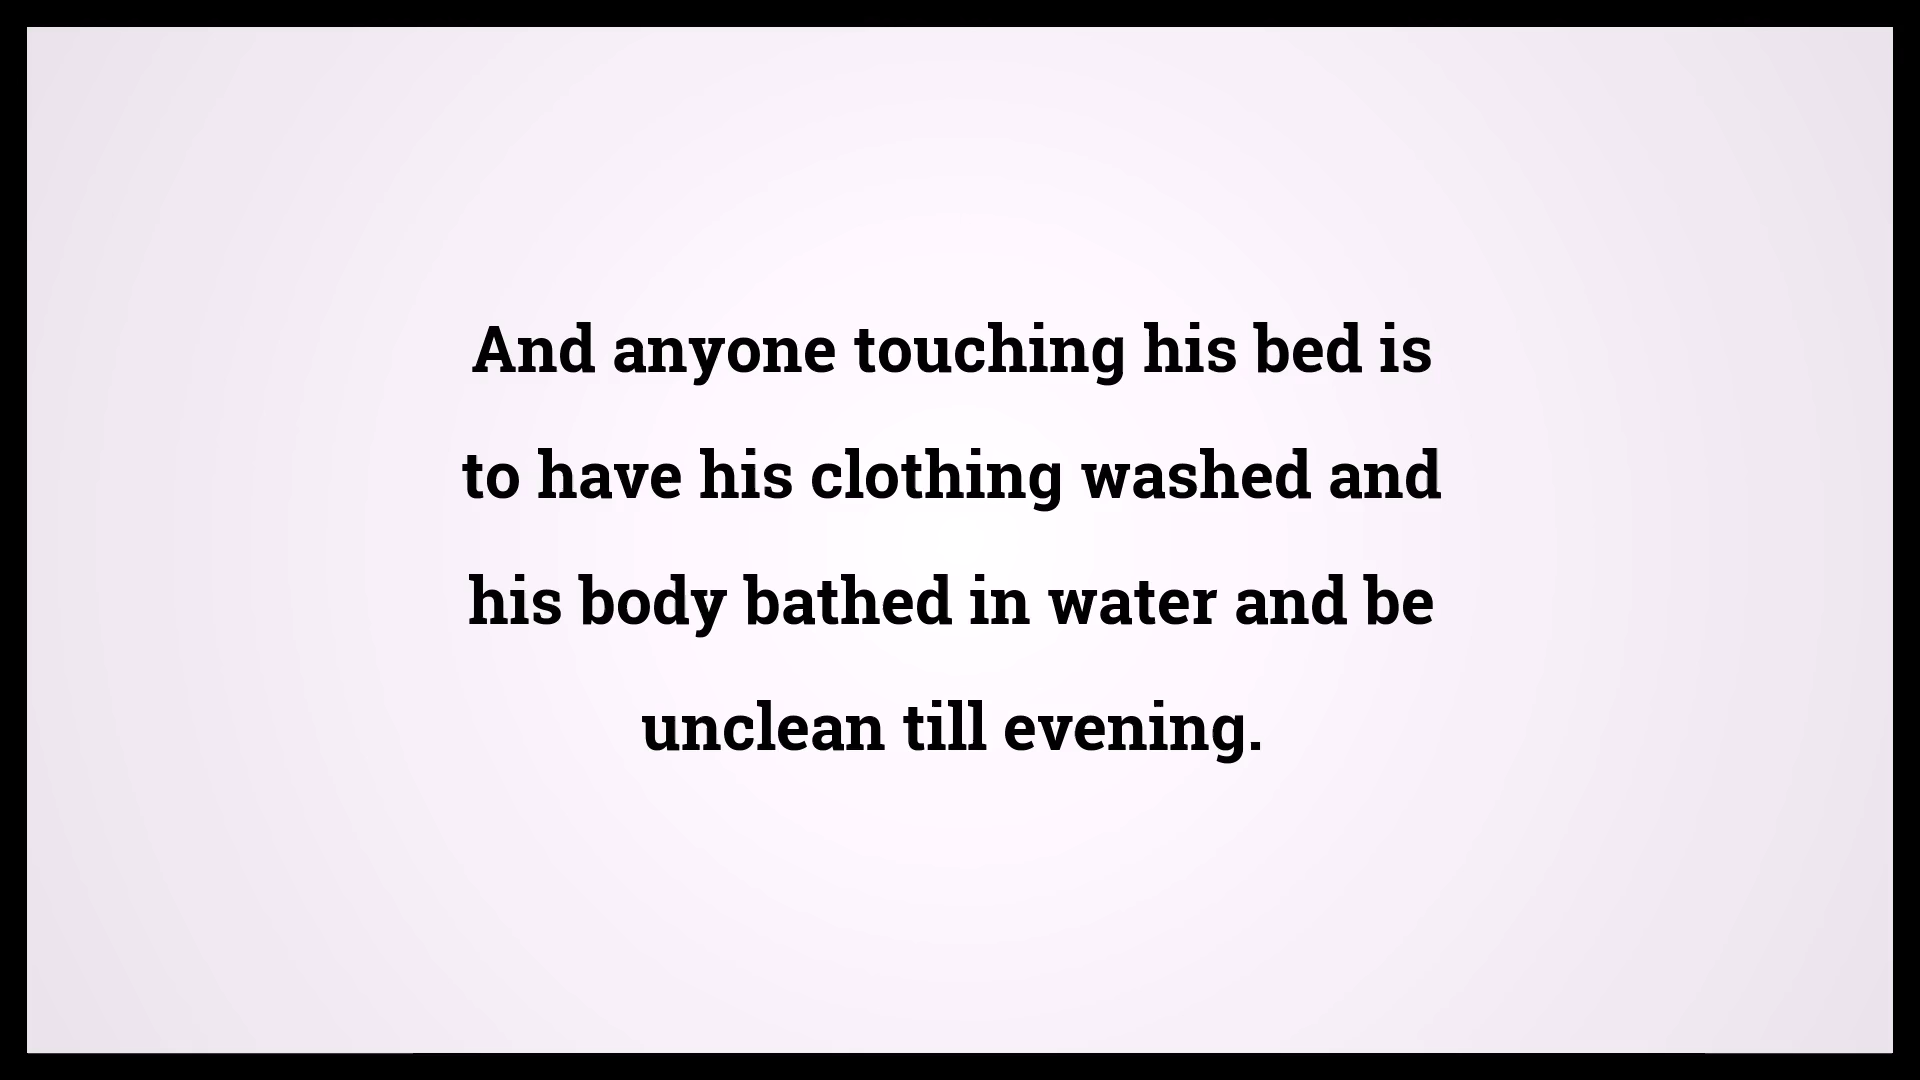 And anyone touching his bed is
to have his clothing washed and
his body bathed in water and be
unclean till evening.